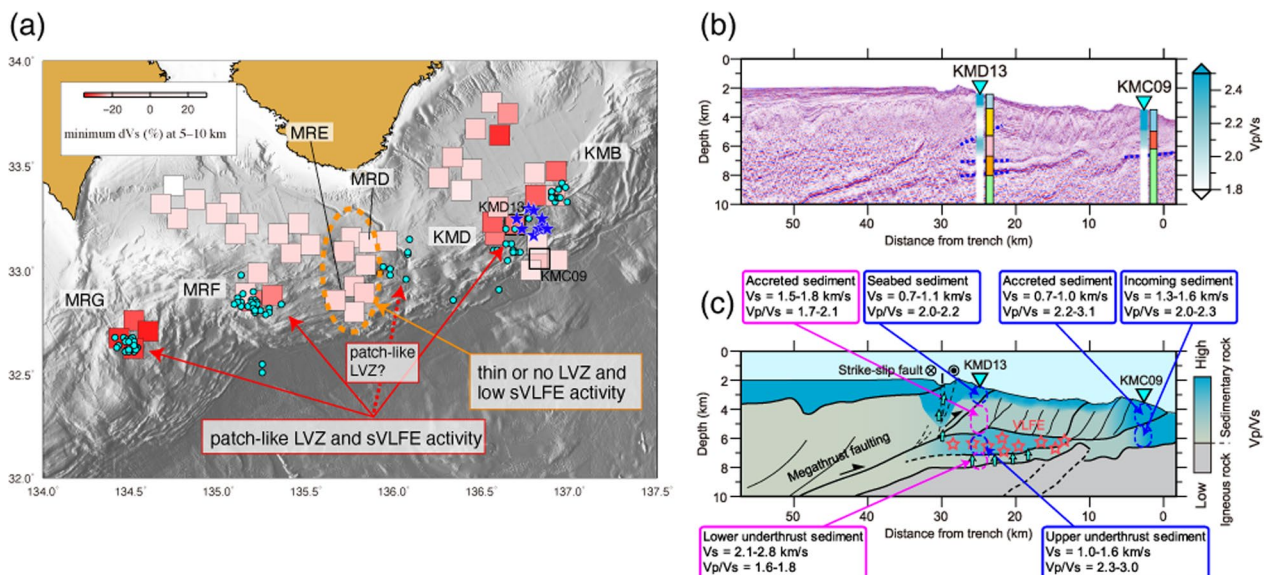 (a)
34.0°
33.5°
33.0°
32.5°
32.0°
134.0°
134.5°
135.0°
135.5°
136.0°
136.5°
137.0°
137.5°
-20
0
20
minimum dVs (%) at 5–10 km
MRE
MRD
KMB
KMD13
KMD
KMC09
MRF
MRG
patch-like
LVZ?
thin or no LVZ and
low sVLFE activity
patch-like LVZ and sVLFE activity
(b)
KMD13
KMC09
0
2
4
6
8
10
Depth (km)
50
40
30
20
10
0
Distance from trench (km)
2.4
2.2
2.0
1.8
Vp/Vs
(c)
Accreted sediment
Vs = 1.5-1.8 km/s
Vp/Vs = 1.7-2.1
Seabed sediment
Vs = 0.7-1.1 km/s
Vp/Vs = 2.0-2.2
Accreted sediment
Vs = 0.7-1.0 km/s
Vp/Vs = 2.2-3.1
Incoming sediment
Vs = 1.3-1.6 km/s
Vp/Vs = 2.0-2.3
Strike-slip fault
KMD13
KMC09
VLFE
Megathrust faulting
0
2
4
6
8
10
Depth (km)
50
40
30
20
10
0
Distance from trench (km)
High
Low
Sedimentary rock
Igneous rock
Vp/Vs
Lower underthrust sediment
Vs = 2.1-2.8 km/s
Vp/Vs = 1.6-1.8
Upper underthrust sediment
Vs = 1.0-1.6 km/s
Vp/Vs = 2.3-3.0